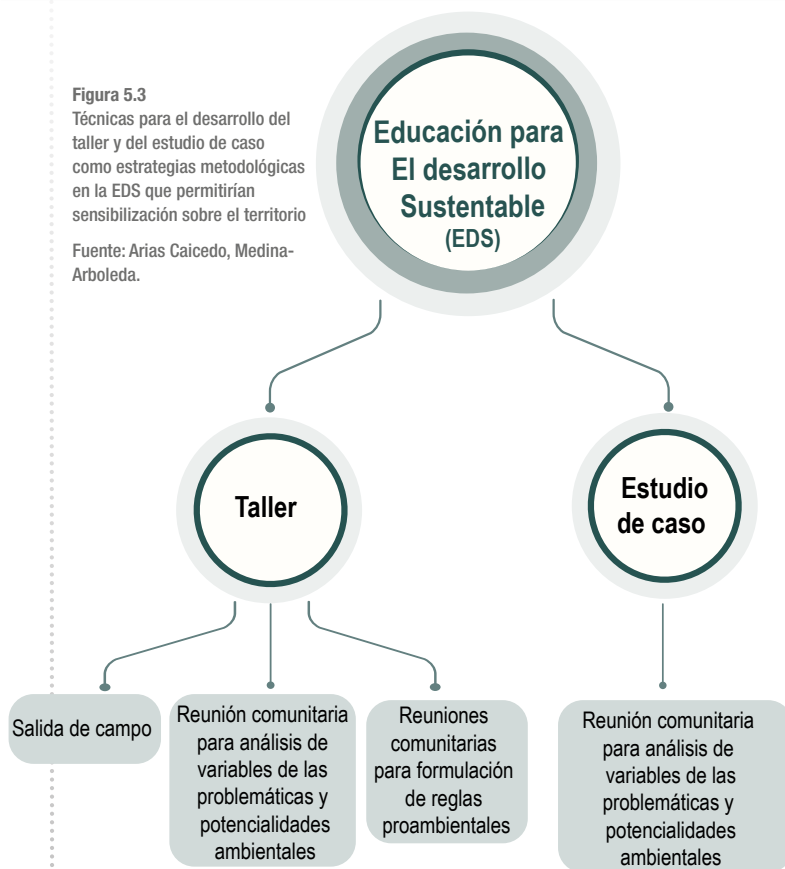 Figura 5.3
Técnicas para el desarrollo del
taller y del estudio de caso
como estrategias metodológicas
en la EDS que permitirían
sensibilización sobre el territorio
Fuente: Arias Caicedo, Medina-
Arboleda.
Educación para
El desarrollo
Sustentable
(EDS)
Taller
Estudio
de caso
Salida de campo
Reunión comunitaria
para análisis de
variables de las
problemáticas y
potencialidades
ambientales
Reuniones
comunitarias
para formulación
de reglas
proambientales
Reunión comunitaria
para análisis de
variables de las
problemáticas y
potencialidades
ambientales